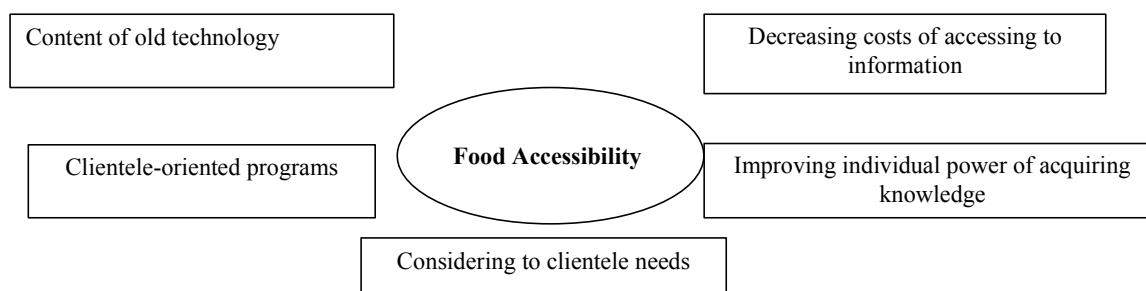 Content of old technology
Decreasing costs of accessing to
information
Clientele-oriented programs
Food Accessibility
Improving individual power of acquiring
knowledge
Considering to clientele needs